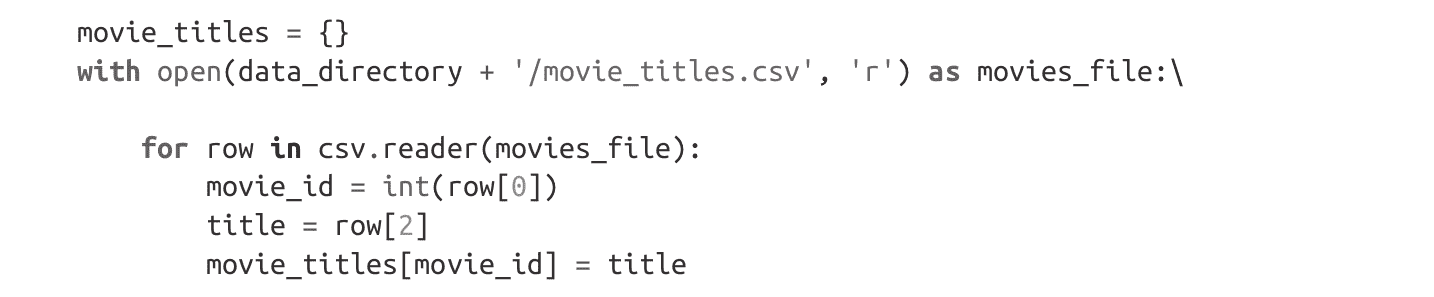 movie_titles = {}
with open(data_directory + '/movie_titles.csv', 'r') as movies_file:\
    for row in csv.reader(movies_file):
        movie_id = int(row[0])
        title = row[2]
        movie_titles[movie_id] = title